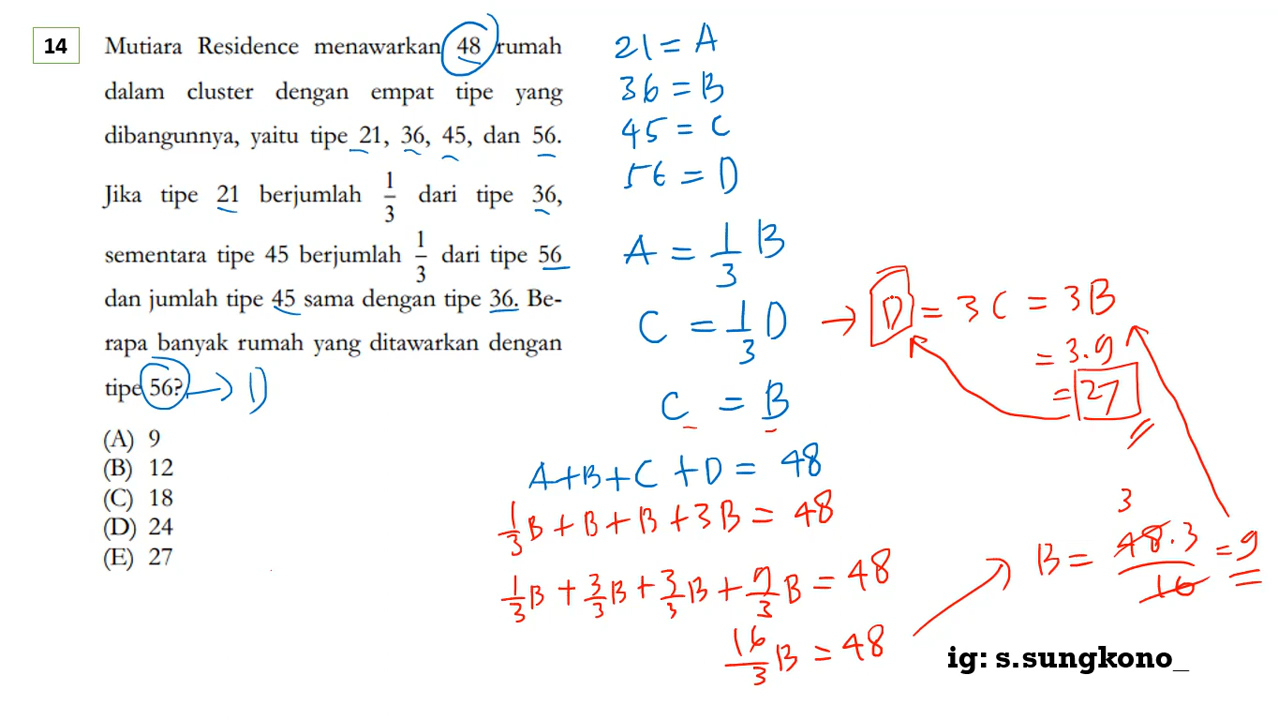 14
Mutiara Residence menawarkan 48 rumah
dalam cluster dengan empat tipe yang
dibangunnya, yaitu tipe 21, 36, 45, dan 56.
Jika tipe 21 berjumlah 1/3 dari tipe 36,
sementara tipe 45 berjumlah 1/3 dari tipe 56
dan jumlah tipe 45 sama dengan tipe 36. Be-
rapa banyak rumah yang ditawarkan dengan
tipe 56? → D
(A) 9
(B) 12
(C) 18
(D) 24
(E) 27
21 = A
36 = B
45 = C
56 = D
A = 1/3 B
C = 1/3 D → D = 3C = 3B
= 3.9
= 27
C = B
A+B+C+D = 48
1/3 B + B + B + 3B = 48
1/3 B + 3/3 B + 3/3 B + 9/3 B = 48
16/3 B = 48
3
B = 48.3/16 = 9
ig: s.sungkono_